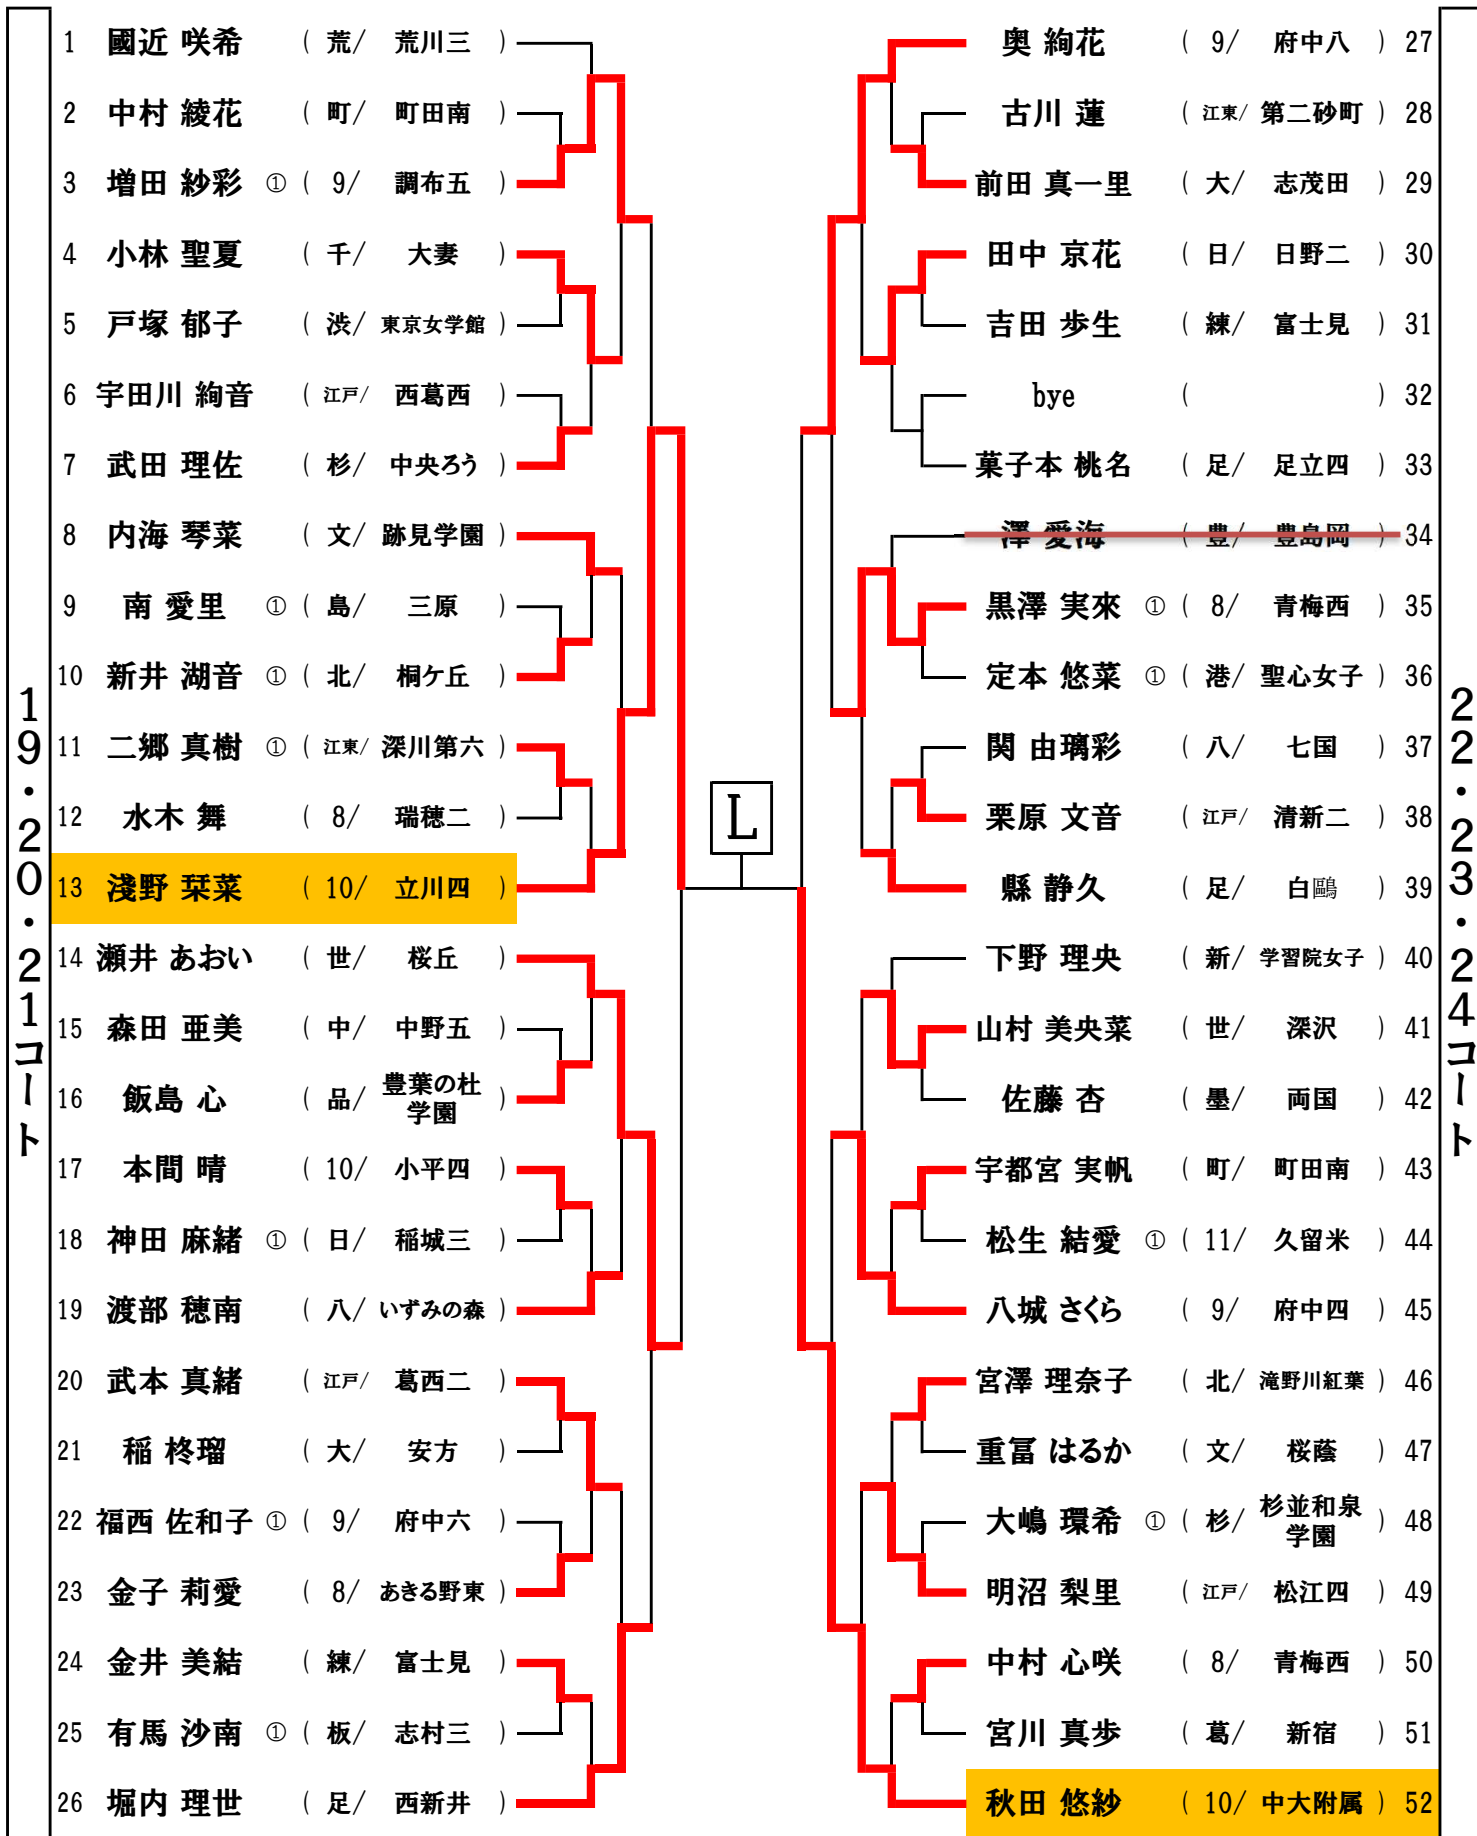 19・20・21コート
1 國近 咲希 ( 荒/ 荒川三 )
2 中村 綾花 ( 町/ 町田南 )
3 増田 紗彩 ① ( 9/ 調布五 )
4 小林 聖夏 ( 千/ 大妻 )
5 戸塚 郁子 ( 渋/ 東京女学館 )
6 宇田川 絢音 ( 江戸/ 西葛西 )
7 武田 理佐 ( 杉/ 中央ろう )
8 内海 琴菜 ( 文/ 跡見学園 )
9 南 愛里 ① ( 島/ 三原 )
10 新井 湖音 ① ( 北/ 桐ケ丘 )
11 二郷 真樹 ① ( 江東/ 深川第六 )
12 水木 舞 ( 8/ 瑞穂二 )
13 淺野 栞菜 ( 10/ 立川四 )
14 瀬井 あおい ( 世/ 桜丘 )
15 森田 亜美 ( 中/ 中野五 )
16 飯島 心 ( 品/ 豊葉の杜
学園 )
17 本間 晴 ( 10/ 小平四 )
18 神田 麻緒 ① ( 日/ 稲城三 )
19 渡部 穂南 ( 八/ いずみの森 )
20 武本 真緒 ( 江戸/ 葛西二 )
21 稲 柊瑠 ( 大/ 安方 )
22 福西 佐和子 ① ( 9/ 府中六 )
23 金子 莉愛 ( 8/ あきる野東 )
24 金井 美結 ( 練/ 富士見 )
25 有馬 沙南 ① ( 板/ 志村三 )
26 堀内 理世 ( 足/ 西新井 )
L
奥 絢花 ( 9/ 府中八 ) 27
古川 蓮 ( 江東/ 第二砂町 ) 28
前田 真一里 ( 大/ 志茂田 ) 29
田中 京花 ( 日/ 日野二 ) 30
吉田 歩生 ( 練/ 富士見 ) 31
bye ( ) 32
菓子本 桃名 ( 足/ 足立四 ) 33
澤 愛海 ( 豊/ 豊島岡 ) 34
黒澤 実來 ① ( 8/ 青梅西 ) 35
定本 悠菜 ① ( 港/ 聖心女子 ) 36
関 由璃彩 ( 八/ 七国 ) 37
栗原 文音 ( 江戸/ 清新二 ) 38
縣 静久 ( 足/ 白鷗 ) 39
下野 理央 ( 新/ 学習院女子 ) 40
山村 美央菜 ( 世/ 深沢 ) 41
佐藤 杏 ( 墨/ 両国 ) 42
宇都宮 実帆 ( 町/ 町田南 ) 43
松生 結愛 ① ( 11/ 久留米 ) 44
八城 さくら ( 9/ 府中四 ) 45
宮澤 理奈子 ( 北/ 滝野川紅葉 ) 46
重冨 はるか ( 文/ 桜蔭 ) 47
大嶋 環希 ① ( 杉/ 杉並和泉
学園 ) 48
明沼 梨里 ( 江戸/ 松江四 ) 49
中村 心咲 ( 8/ 青梅西 ) 50
宮川 真歩 ( 葛/ 新宿 ) 51
秋田 悠紗 ( 10/ 中大附属 ) 52
22・23・24コート